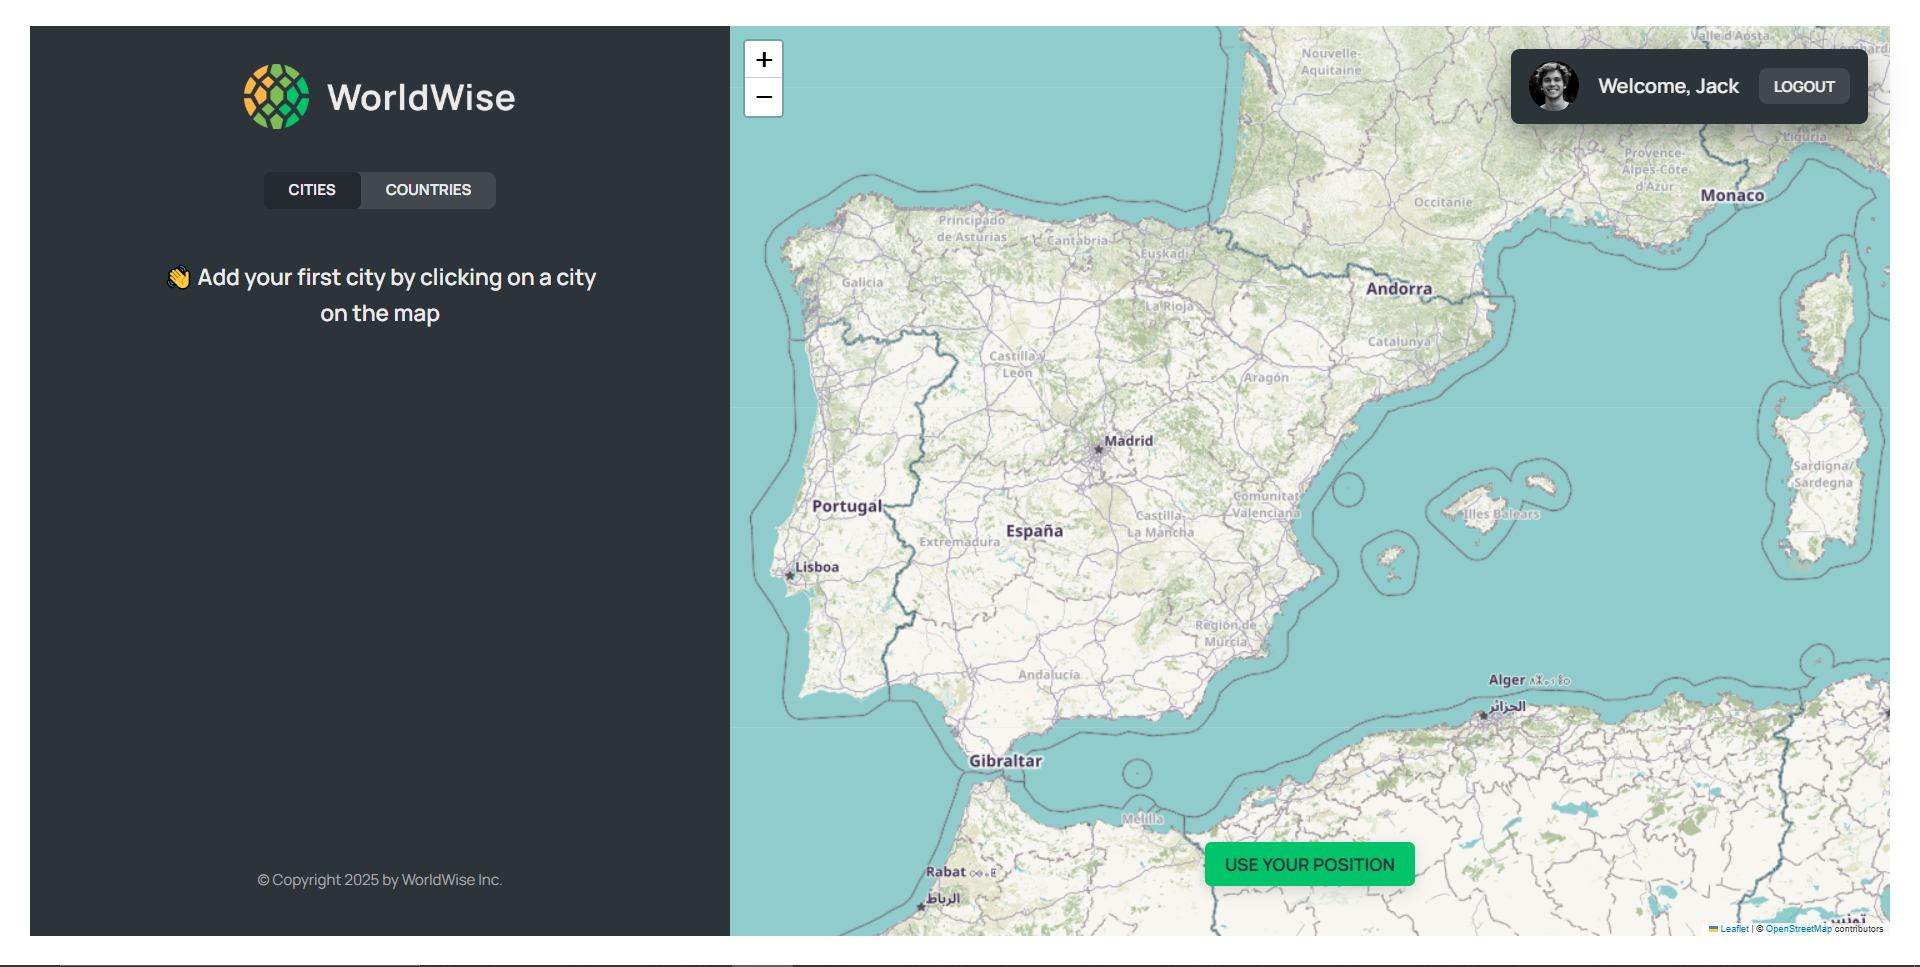 WorldWise
CITIES
COUNTRIES
👋 Add your first city by clicking on a city
on the map
© Copyright 2025 by WorldWise Inc.
+
−
Welcome, Jack
LOGOUT
Valle d'Aosta
Nouvelle-
Aquitaine
Liguria
Provence-
Alpes-Côte
d'Azur
Monaco
Occitanie
Principado
de Asturias
Cantabria
Euskadi
Galicia
Andorra
La Rioja
Catalunya
Castilla y
León
Aragón
Madrid
Sardigna/
Sardegna
Comunitat
Valenciana
Illes Balears
Portugal
Castilla-
La Mancha
España
Extremadura
Lisboa
Región de
Murcia
Andalucía
Alger
الجزائر
Gibraltar
Melilla
USE YOUR POSITION
Rabat ⵔⴱⴰⵟ
الرباط
Leaflet | © OpenStreetMap contributors